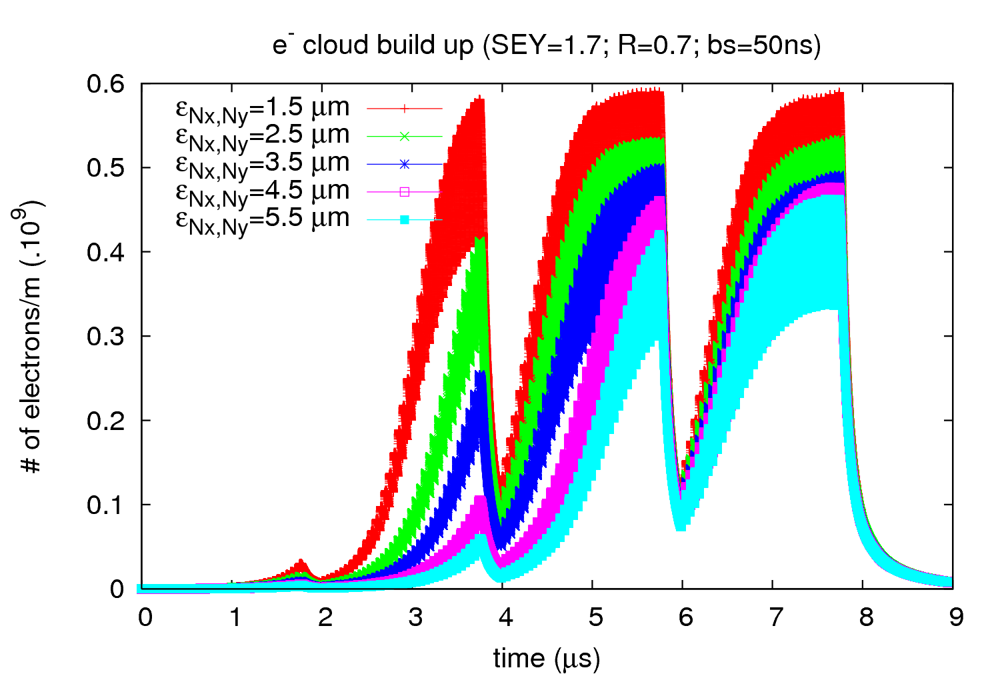 e⁻ cloud build up (SEY=1.7; R=0.7; bs=50ns)
# of electrons/m (.10⁹)
0.6
0.5
0.4
0.3
0.2
0.1
0
εNx,Ny=1.5 μm
εNx,Ny=2.5 μm
εNx,Ny=3.5 μm
εNx,Ny=4.5 μm
εNx,Ny=5.5 μm
0 1 2 3 4 5 6 7 8 9
time (μs)